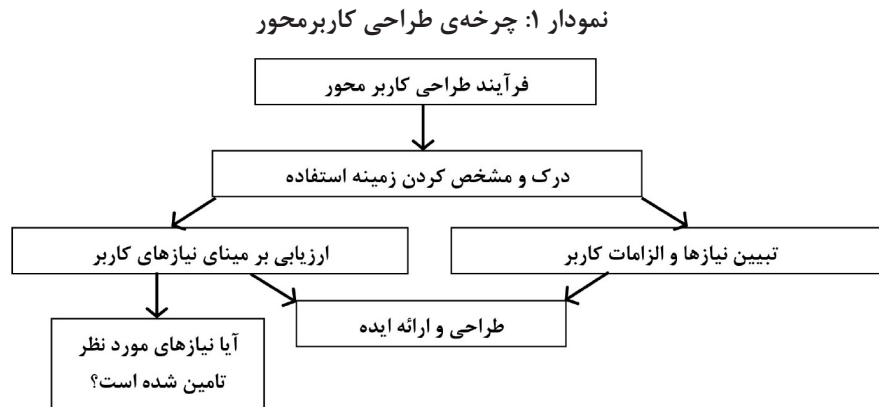 نمودار ۱: چرخه‌ی طراحی کاربرمحور
فرآیند طراحی کاربر محور
درک و مشخص کردن زمینه استفاده
تبیین نیازها و الزامات کاربر
ارزیابی بر مینای نیازهای کاربر
طراحی و ارائه ایده
آیا نیازهای مورد نظر
تامین شده است؟